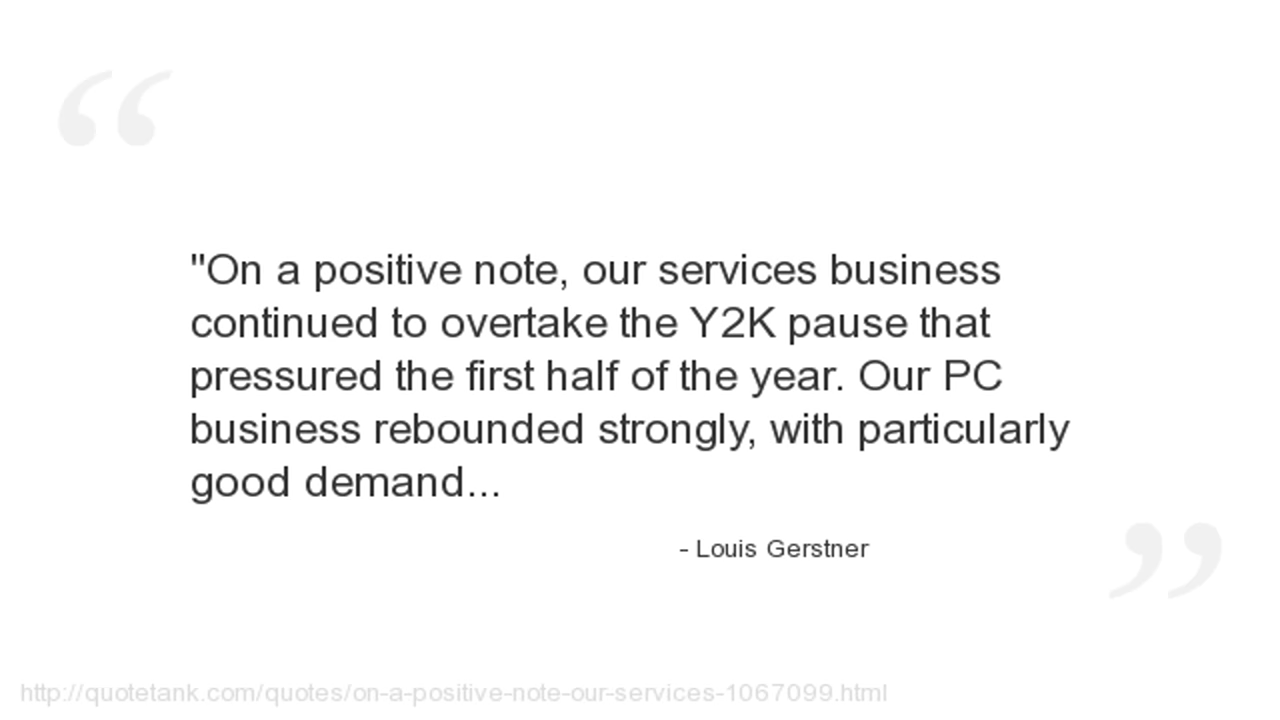 "On a positive note, our services business
continued to overtake the Y2K pause that
pressured the first half of the year. Our PC
business rebounded strongly, with particularly
good demand...
- Louis Gerstner
http://quotetank.com/quotes/on-a-positive-note-our-services-1067099.html